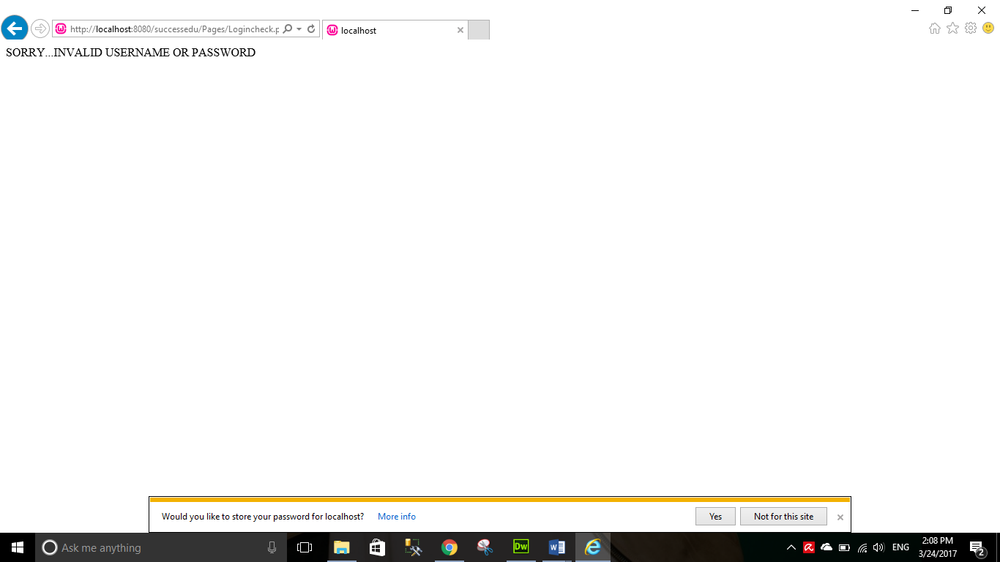 http://localhost:8080/successedu/Pages/Logincheck.p
localhost
SORRY...INVALID USERNAME OR PASSWORD
Would you like to store your password for localhost? More info Yes Not for this site
Ask me anything
Dw
ENG
2:08 PM
3/24/2017
2